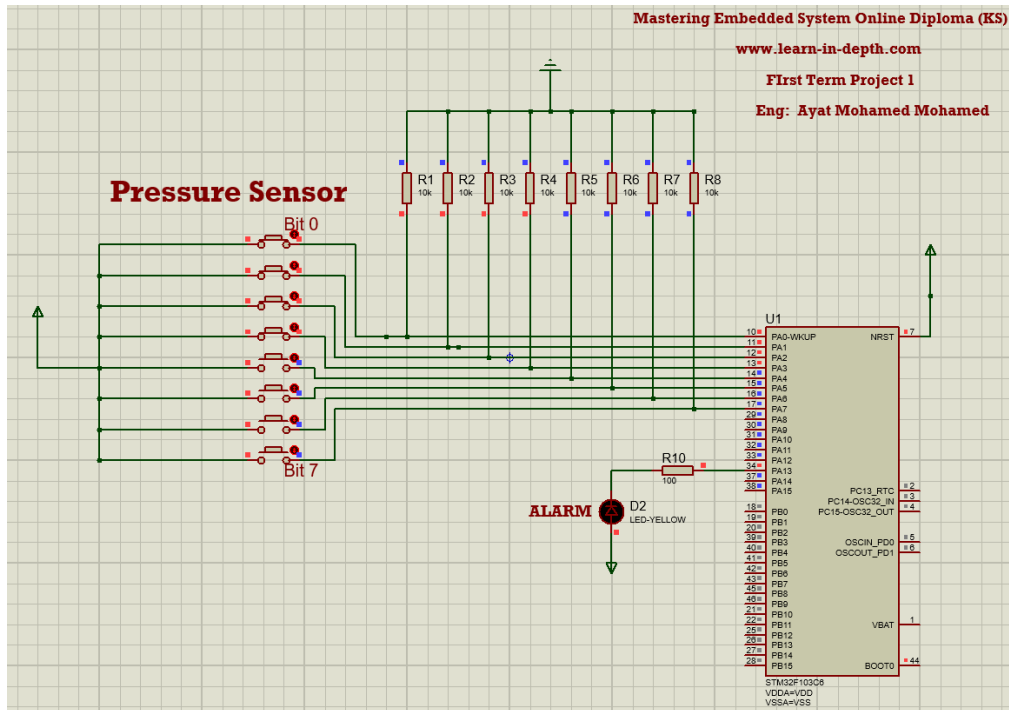 Mastering Embedded System Online Diploma (KS)
www.learn-in-depth.com
FIrst Term Project 1
Eng: Ayat Mohamed Mohamed
Pressure Sensor
Bit 0
Bit 7
R1
10k
R2
10k
R3
10k
R4
10k
R5
10k
R6
10k
R7
10k
R8
10k
U1
10 PA0-WKUP
11 PA1
12 PA2
13 PA3
14 PA4
15 PA5
16 PA6
17 PA7
29 PA8
30 PA9
31 PA10
32 PA11
33 PA12
34 PA13
37 PA14
38 PA15
18 PB0
19 PB1
20 PB2
39 PB3
40 PB4
41 PB5
42 PB6
43 PB7
45 PB8
46 PB9
21 PB10
22 PB11
25 PB12
26 PB13
27 PB14
28 PB15
NRST 7
PC13_RTC 2
PC14-OSC32_IN 3
PC15-OSC32_OUT 4
OSCIN_PD0 5
OSCOUT_PD1 6
VBAT 1
BOOT0 44
STM32F103C6
VDDA=VDD
VSSA=VSS
R10
100
ALARM
D2
LED-YELLOW